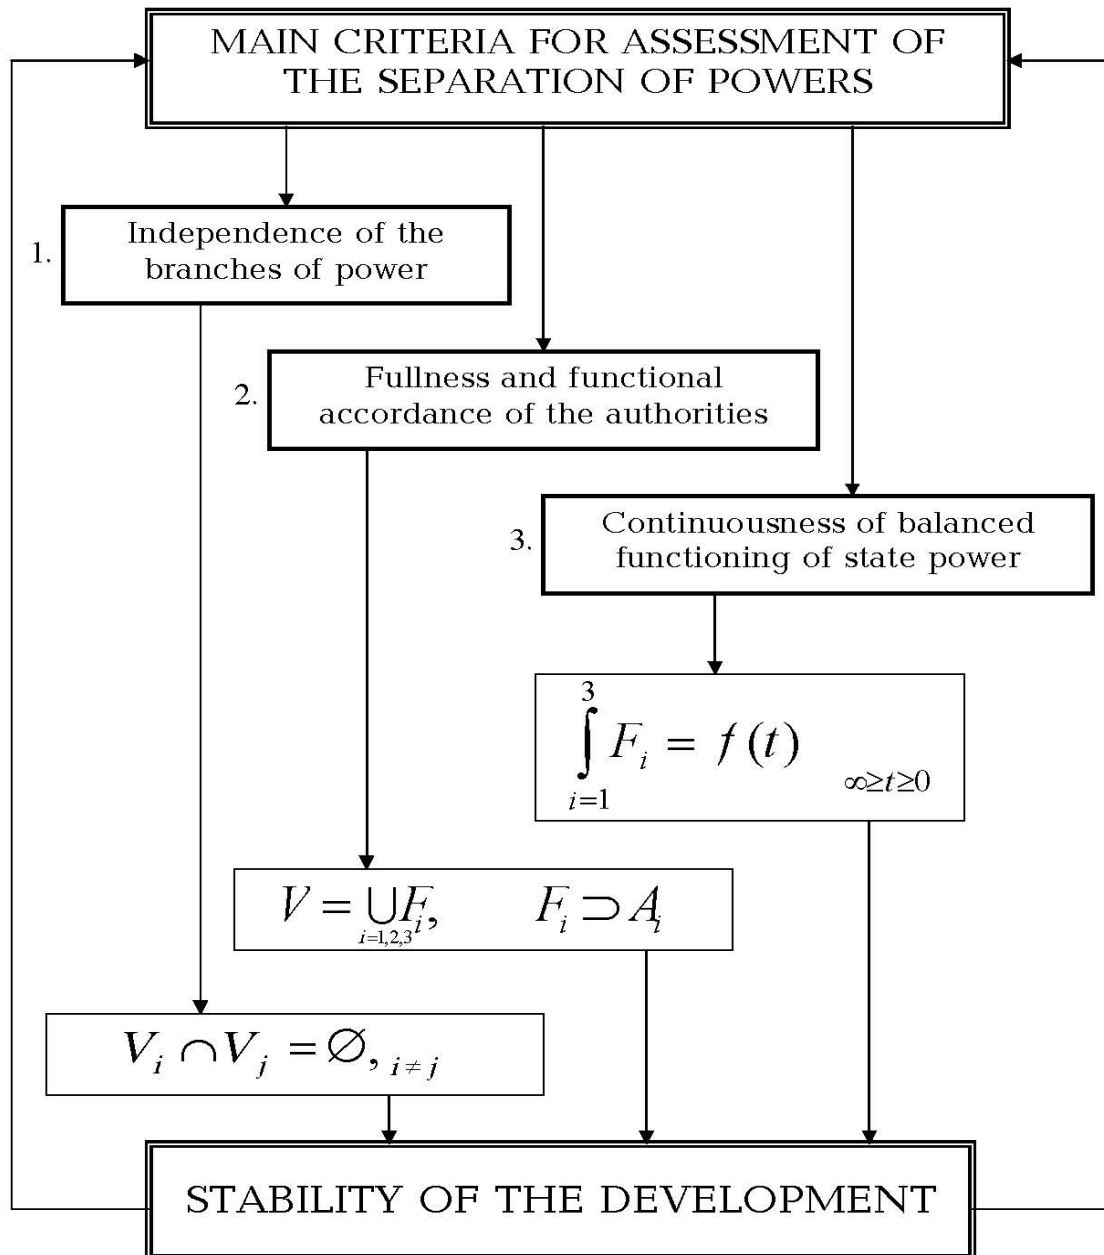 MAIN CRITERIA FOR ASSESSMENT OF
THE SEPARATION OF POWERS
1.
Independence of the
branches of power
2.
Fullness and functional
accordance of the authorities
3.
Continuousness of balanced
functioning of state power
3
∫ F_i = f(t)
i=1
∞≥t≥0
V = ∪F_i, F_i ⊃ A_i
i=1,2,3
V_i ∩ V_j = ∅, i≠j
STABILITY OF THE DEVELOPMENT